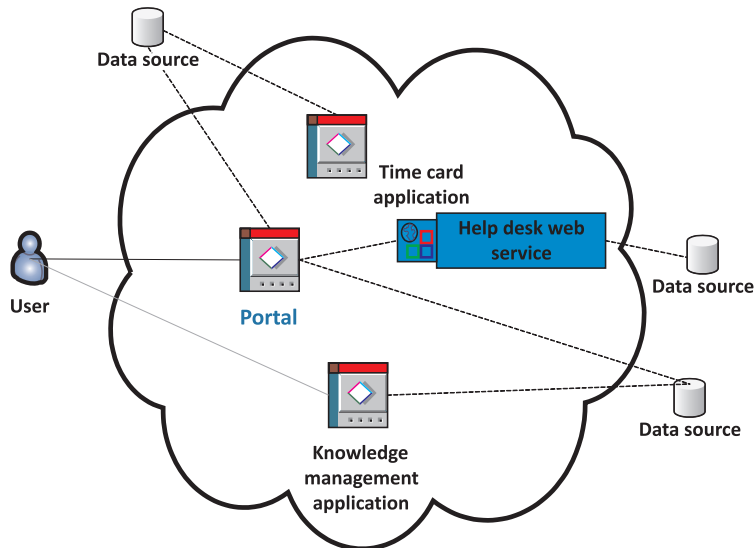 Data source
Time card
application
Help desk web
service
User
Portal
Data source
Data source
Knowledge
management
application